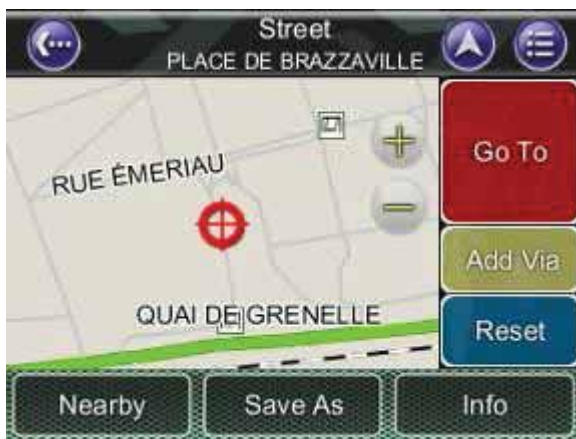 Street
PLACE DE BRAZZAVILLE
Go To
RUE ÉMERIAU
Add Via
QUAI DE GRENELLE
Reset
Nearby
Save As
Info